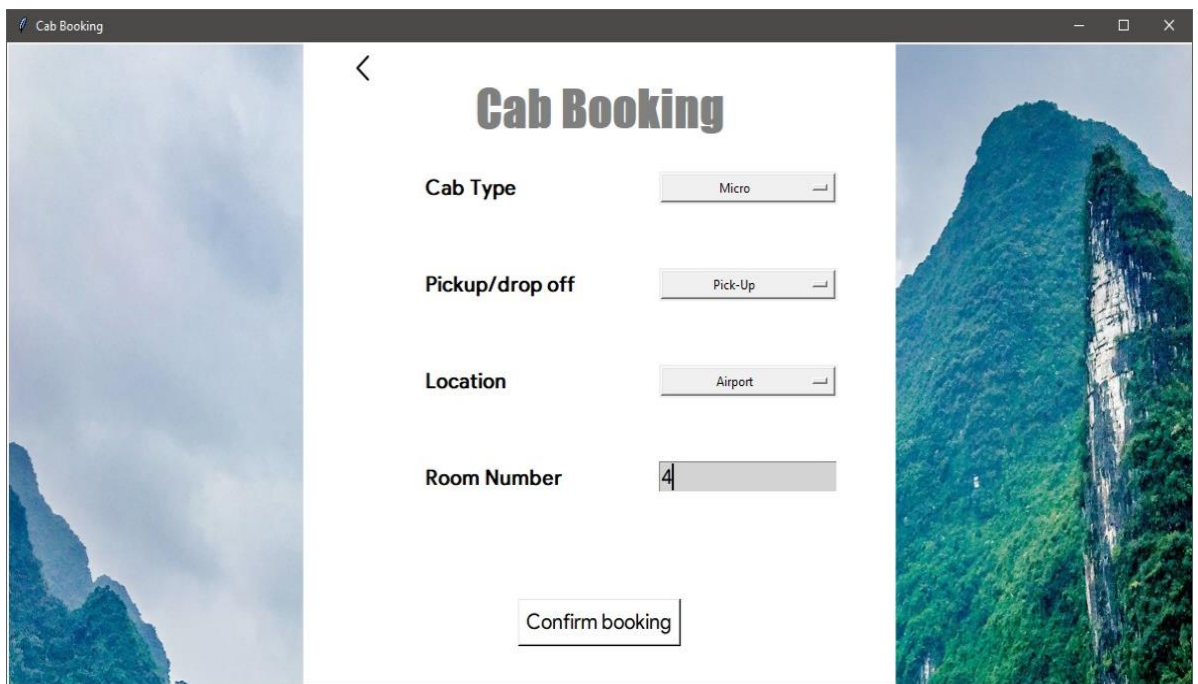 Cab Booking
Cab Booking
Cab Type Micro
Pickup/drop off Pick-Up
Location Airport
Room Number 4
Confirm booking